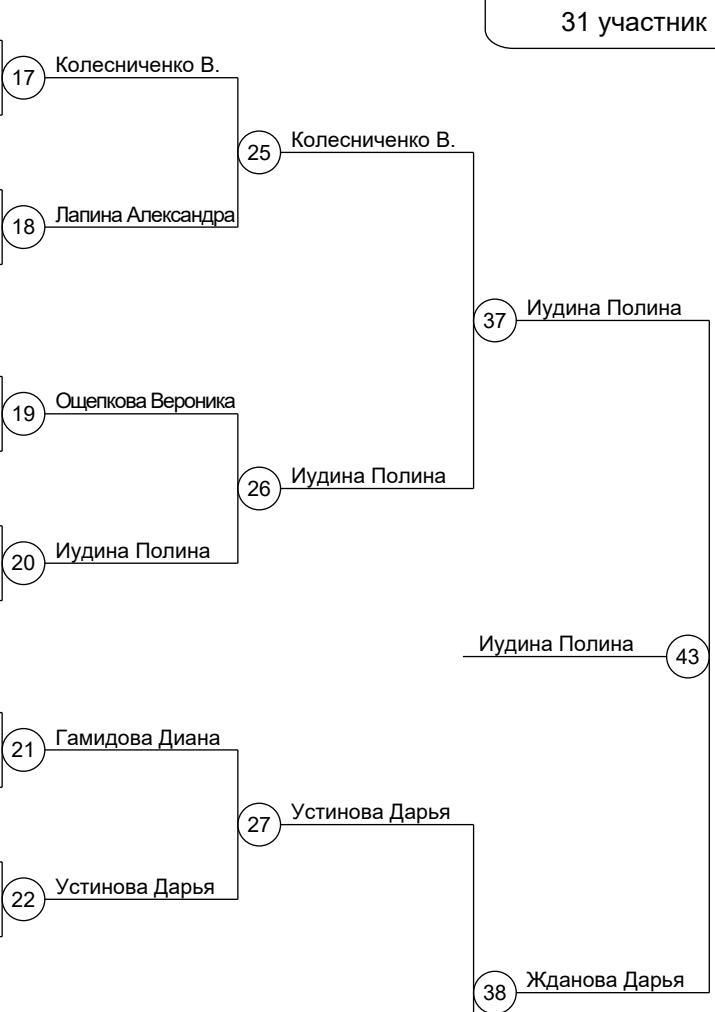 31 участник
17 Колесниченко В.
25 Колесниченко В.
18 Лапина Александра
37 Иудина Полина
19 Ощепкова Вероника
26 Иудина Полина
20 Иудина Полина
Иудина Полина 43
21 Гамидова Диана
27 Устинова Дарья
22 Устинова Дарья
38 Жданова Дарья